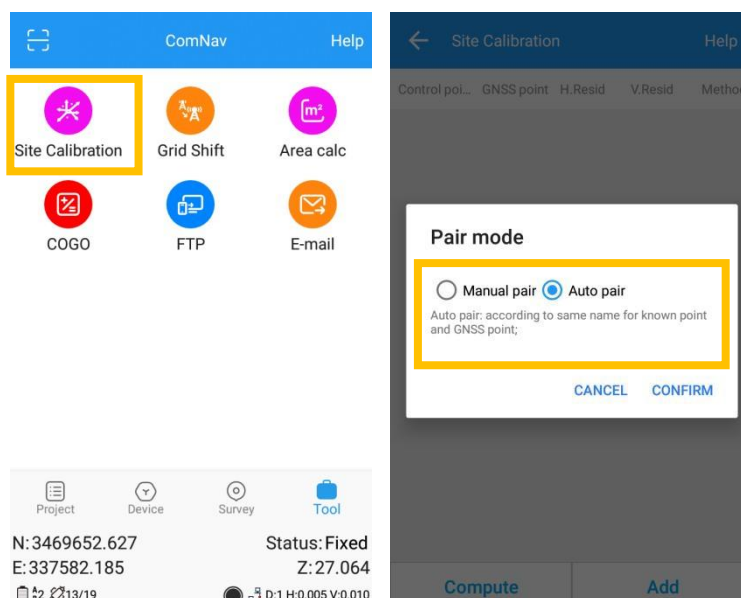 ComNav Help
Site Calibration Grid Shift Area calc
COGO FTP E-mail
Project Device Survey Tool
N:3469652.627 Status:Fixed
E:337582.185 Z:27.064
13/19 D:1 H:0.005 V:0.010
Site Calibration Help
Control poi... GNSS point H.Resid V.Resid Metho
Pair mode
Manual pair Auto pair
Auto pair: according to same name for known point
and GNSS point;
CANCEL CONFIRM
Compute Add